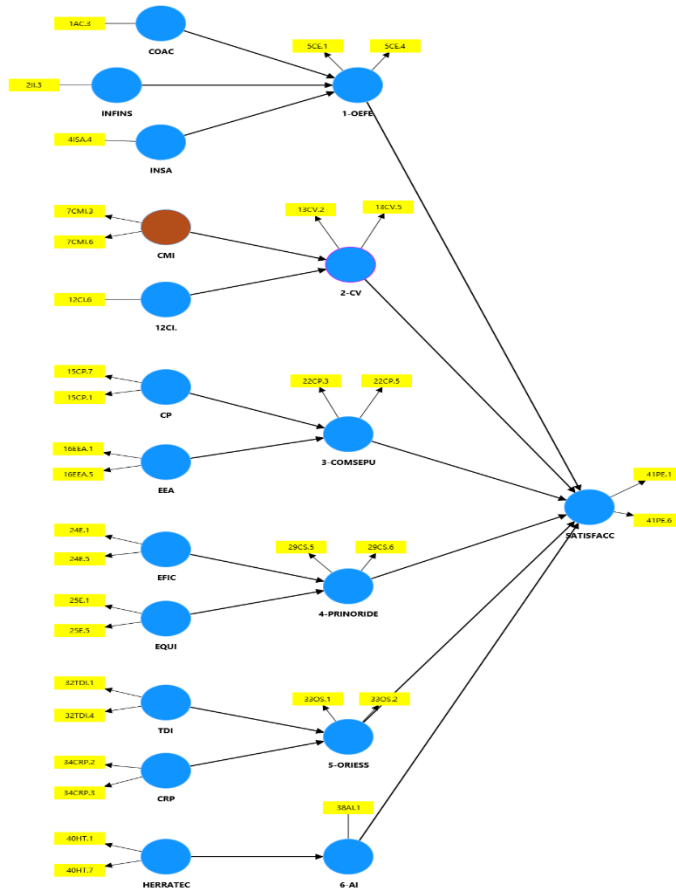 1AC.3
COAC
5CE.1
5CE.4
2II.3
INFINS
1-OEFE
4ISA.4
INSA
7CMI.3
7CMI.6
CMI
13CV.2
13CV.5
12CI.6
12CI.
2-CV
15CP.7
15CP.1
CP
22CP.3
22CP.5
16EEA.1
16EEA.5
EEA
3-COMSEPU
41PE.1
41PE.6
SATISFACC
24E.1
24E.5
EFIC
29CS.5
29CS.6
25E.1
25E.5
EQUI
4-PRINORIDE
32TDI.1
32TDI.4
TDI
33OS.1
33OS.2
34CRP.2
34CRP.3
CRP
5-ORIESS
38AI.1
40HT.1
40HT.7
HERRATEC
6-AI